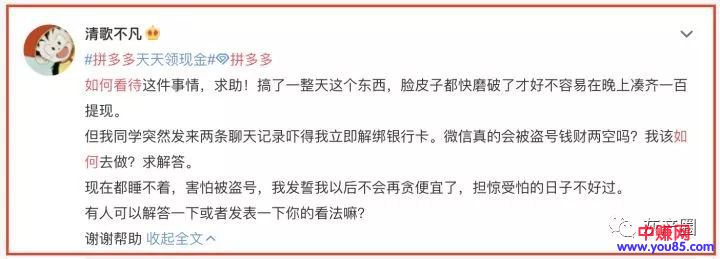 清歌不凡
#拼多多天天领现金#拼多多
如何看待这件事情，求助！搞了一整天这个东西，脸皮子都快磨破了才好不容易在晚上凑齐一百
提现。
但我同学突然发来两条聊天记录吓得我立即解绑银行卡。微信真的会被盗号钱财两空吗？我该如
何去做？求解答。
现在都睡不着，害怕被盗号，我发誓我以后不会再贪便宜了，担惊受怕的日子不好过。
有人可以解答一下或者发表一下你的看法嘛？
谢谢帮助 收起全文
中赚网
www.you85.com